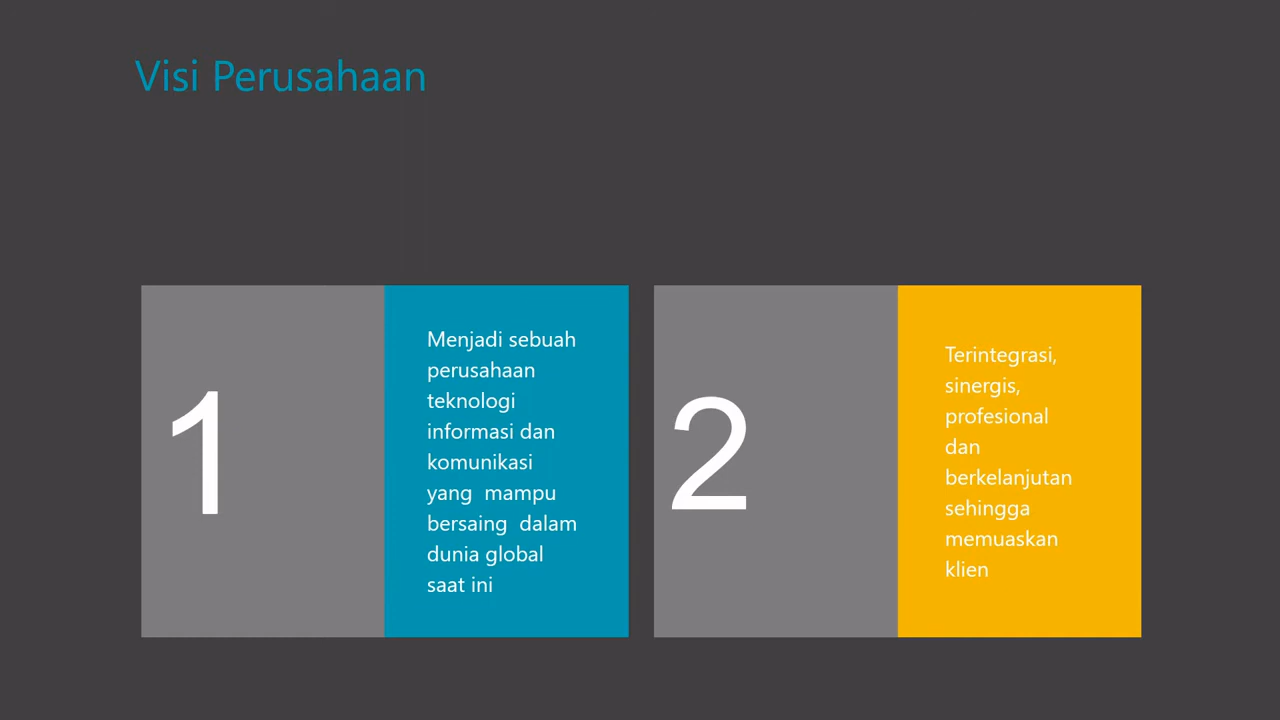 Visi Perusahaan
1
Menjadi sebuah
perusahaan
teknologi
informasi dan
komunikasi
yang  mampu
bersaing  dalam
dunia global
saat ini
2
Terintegrasi,
sinergis,
profesional
dan
berkelanjutan
sehingga
memuaskan
klien